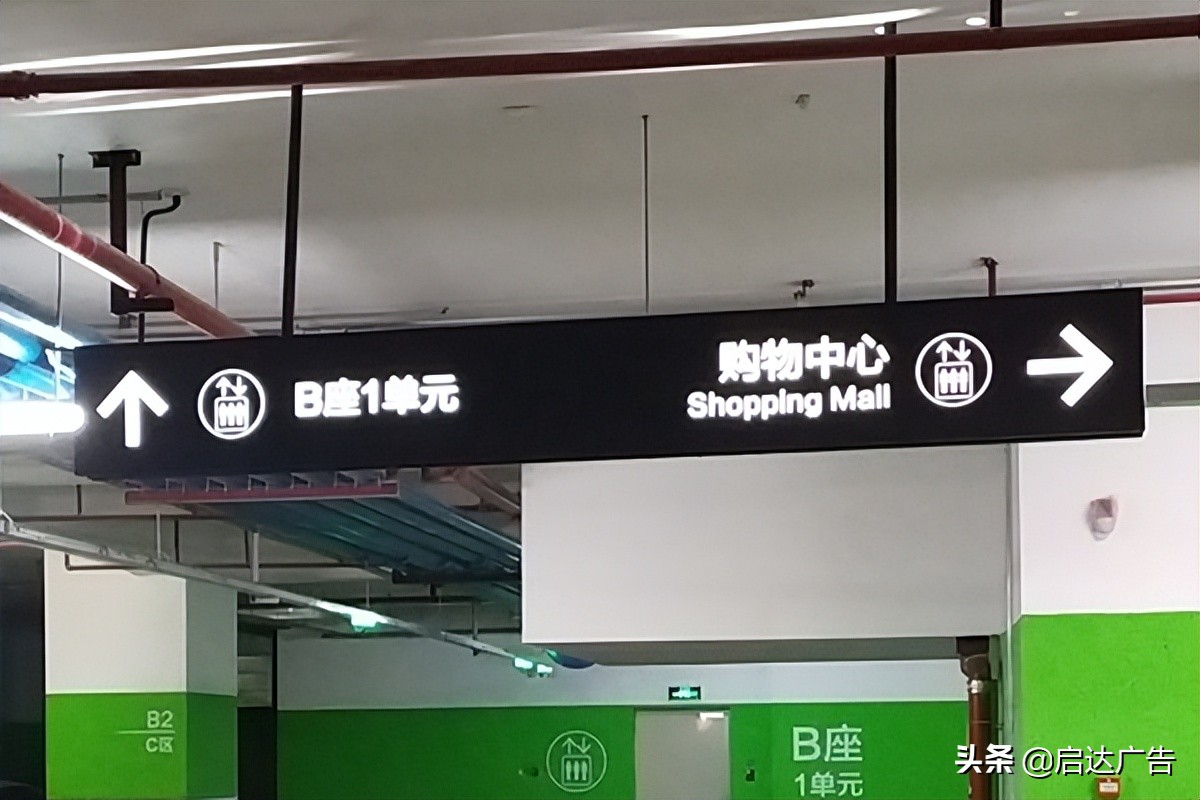 B座1单元
购物中心
Shopping Mall
B2
C区
B座
1单元
头条 @启达广告